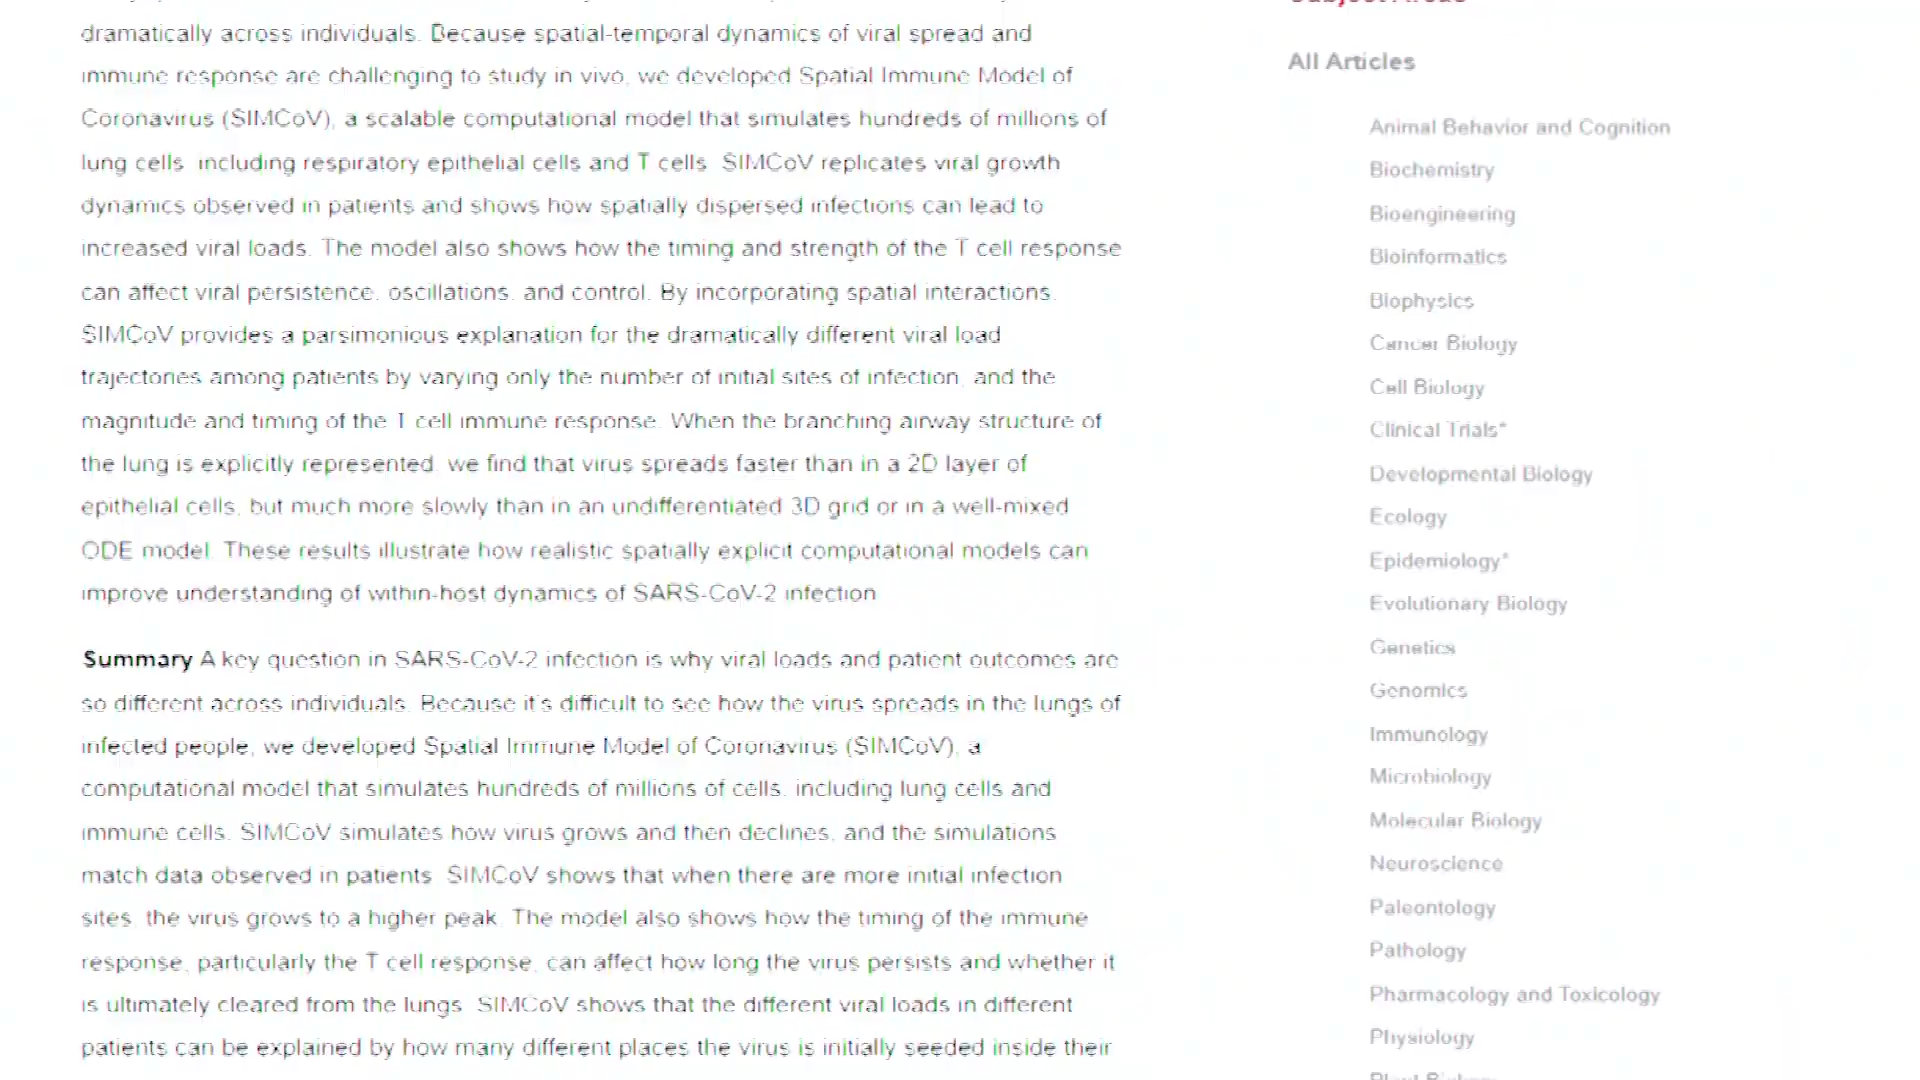 dramatically across individuals. Because spatial-temporal dynamics of viral spread and
immune response are challenging to study in vivo, we developed Spatial Immune Model of
Coronavirus (SIMCoV), a scalable computational model that simulates hundreds of millions of
lung cells, including respiratory epithelial cells and T cells. SIMCoV replicates viral growth
dynamics observed in patients and shows how spatially dispersed infections can lead to
increased viral loads. The model also shows how the timing and strength of the T cell response
can affect viral persistence, oscillations, and control. By incorporating spatial interactions,
SIMCoV provides a parsimonious explanation for the dramatically different viral load
trajectories among patients by varying only the number of initial sites of infection, and the
magnitude and timing of the T cell immune response. When the branching airway structure of
the lung is explicitly represented, we find that virus spreads faster than in a 2D layer of
epithelial cells, but much more slowly than in an undifferentiated 3D grid or in a well-mixed
ODE model. These results illustrate how realistic spatially explicit computational models can
improve understanding of within-host dynamics of SARS-CoV-2 infection.
Summary A key question in SARS-CoV-2 infection is why viral loads and patient outcomes are
so different across individuals. Because it's difficult to see how the virus spreads in the lungs of
infected people, we developed Spatial Immune Model of Coronavirus (SIMCoV), a
computational model that simulates hundreds of millions of cells, including lung cells and
immune cells. SIMCoV simulates how virus grows and then declines, and the simulations
match data observed in patients. SIMCoV shows that when there are more initial infection
sites, the virus grows to a higher peak. The model also shows how the timing of the immune
response, particularly the T cell response, can affect how long the virus persists and whether it
is ultimately cleared from the lungs. SIMCoV shows that the different viral loads in different
patients can be explained by how many different places the virus is initially seeded inside their
Subject Areas
All Articles
Animal Behavior and Cognition
Biochemistry
Bioengineering
Bioinformatics
Biophysics
Cancer Biology
Cell Biology
Clinical Trials*
Developmental Biology
Ecology
Epidemiology*
Evolutionary Biology
Genetics
Genomics
Immunology
Microbiology
Molecular Biology
Neuroscience
Paleontology
Pathology
Pharmacology and Toxicology
Physiology
Plant Biology